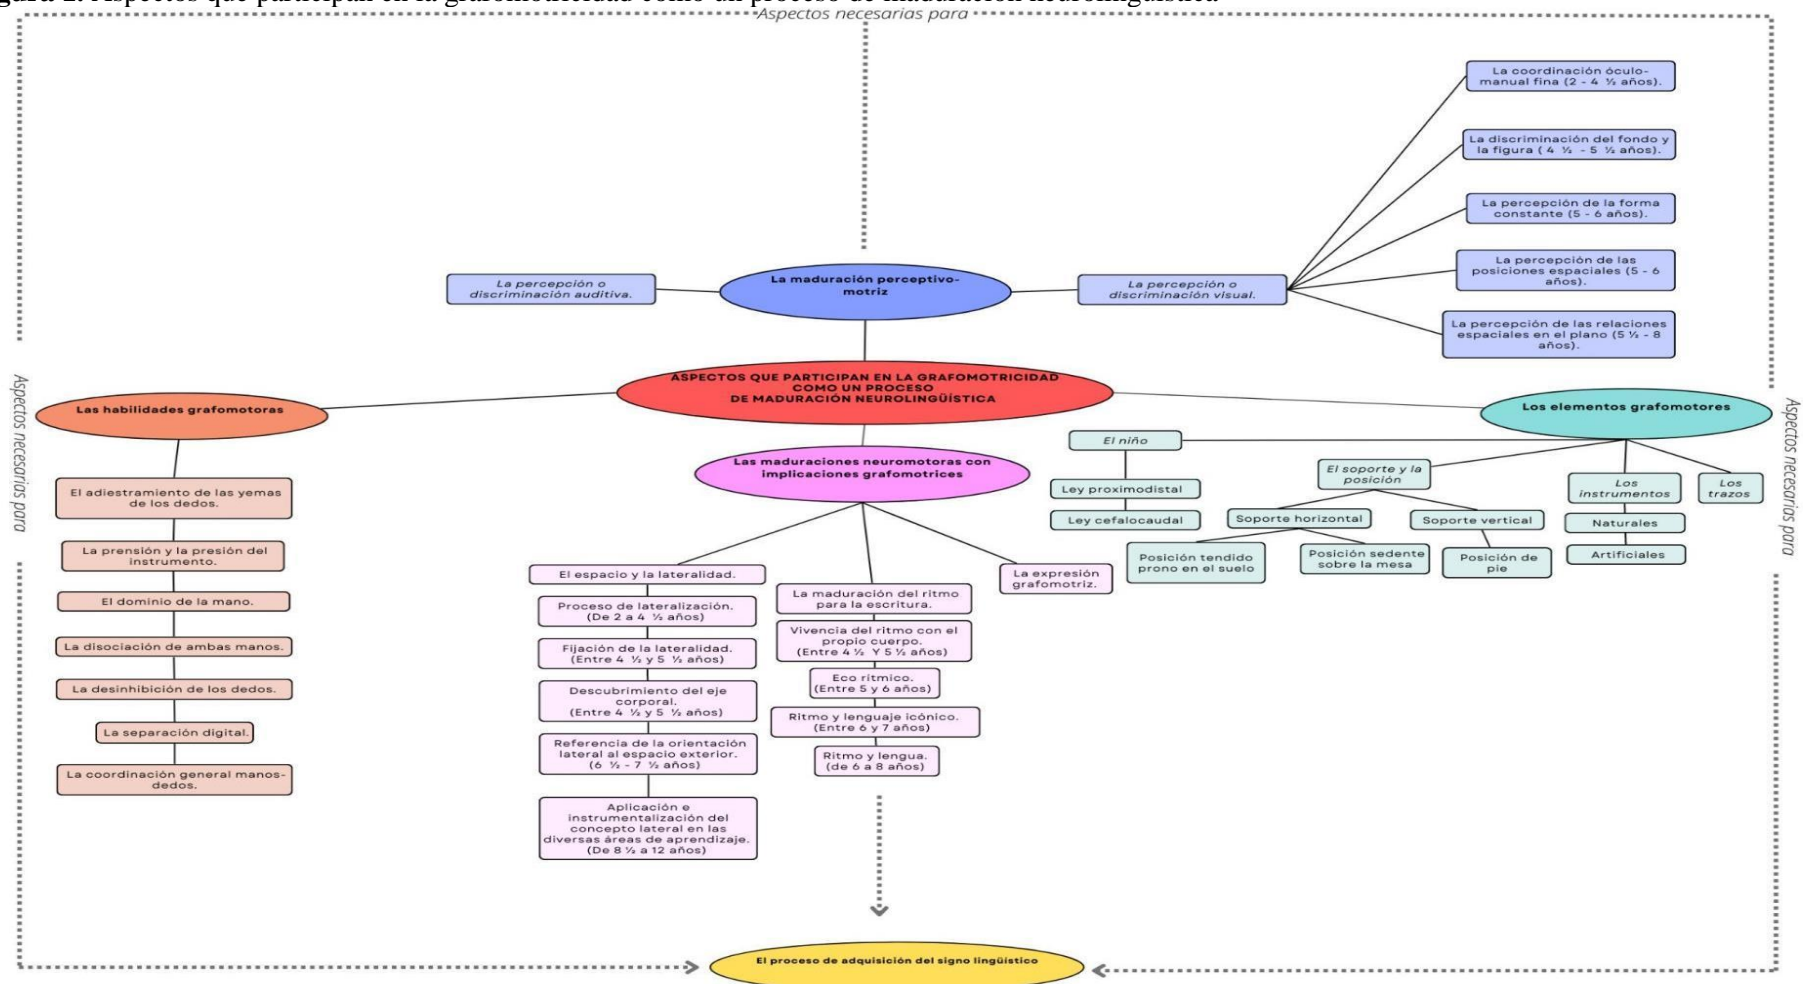 gura 1. Aspectos que participan en la grafomotricidad como un proceso de maduración neurolingüística
Aspectos necesarias para
La coordinación óculo-
manual fina (2 - 4 ½ años).
La discriminación del fondo y
la figura ( 4 ½ - 5 ½ años).
La percepción de la forma
constante (5 - 6 años).
La percepción de las
posiciones espaciales (5 - 6
años).
La percepción de las relaciones
espaciales en el plano (5 ½ - 8
años).
La maduración perceptivo-
motriz
La percepción o
discriminación auditiva.
La percepción o
discriminación visual.
ASPECTOS QUE PARTICIPAN EN LA GRAFOMOTRICIDAD
COMO UN PROCESO
DE MADURACIÓN NEUROLINGÜÍSTICA
Aspectos necesarias para
Las habilidades grafomotoras
El adiestramiento de las yemas
de los dedos.
La prensión y la presión del
instrumento.
El dominio de la mano.
La disociación de ambas manos.
La desinhibición de los dedos.
La separación digital.
La coordinación general manos-
dedos.
Las maduraciones neuromotoras con
implicaciones grafomotrices
El espacio y la lateralidad.
Proceso de lateralización.
(De 2 a 4 ½ años)
Fijación de la lateralidad.
(Entre 4 ½ y 5 ½ años)
Descubrimiento del eje
corporal.
(Entre 4 ½ y 5 ½ años)
Referencia de la orientación
lateral al espacio exterior.
(6 ½ - 7 ½ años)
Aplicación e
instrumentalización del
concepto lateral en las
diversas áreas de aprendizaje.
(De 8 ½ a 12 años)
La maduración del ritmo
para la escritura.
Vivencia del ritmo con el
propio cuerpo.
(Entre 4 ½ Y 5 ½ años)
Eco rítmico.
(Entre 5 y 6 años)
Ritmo y lenguaje icónico.
(Entre 6 y 7 años)
Ritmo y lengua.
(de 6 a 8 años)
La expresión
grafomotriz.
Los elementos grafomotores
El niño
Ley proximodistal
Ley cefalocaudal
El soporte y la
posición
Soporte horizontal
Posición tendido
prono en el suelo
Posición sedente
sobre la mesa
Soporte vertical
Posición de
pie
Los
instrumentos
Naturales
Artificiales
Los
trazos
Aspectos necesarias para
El proceso de adquisición del signo lingüístico